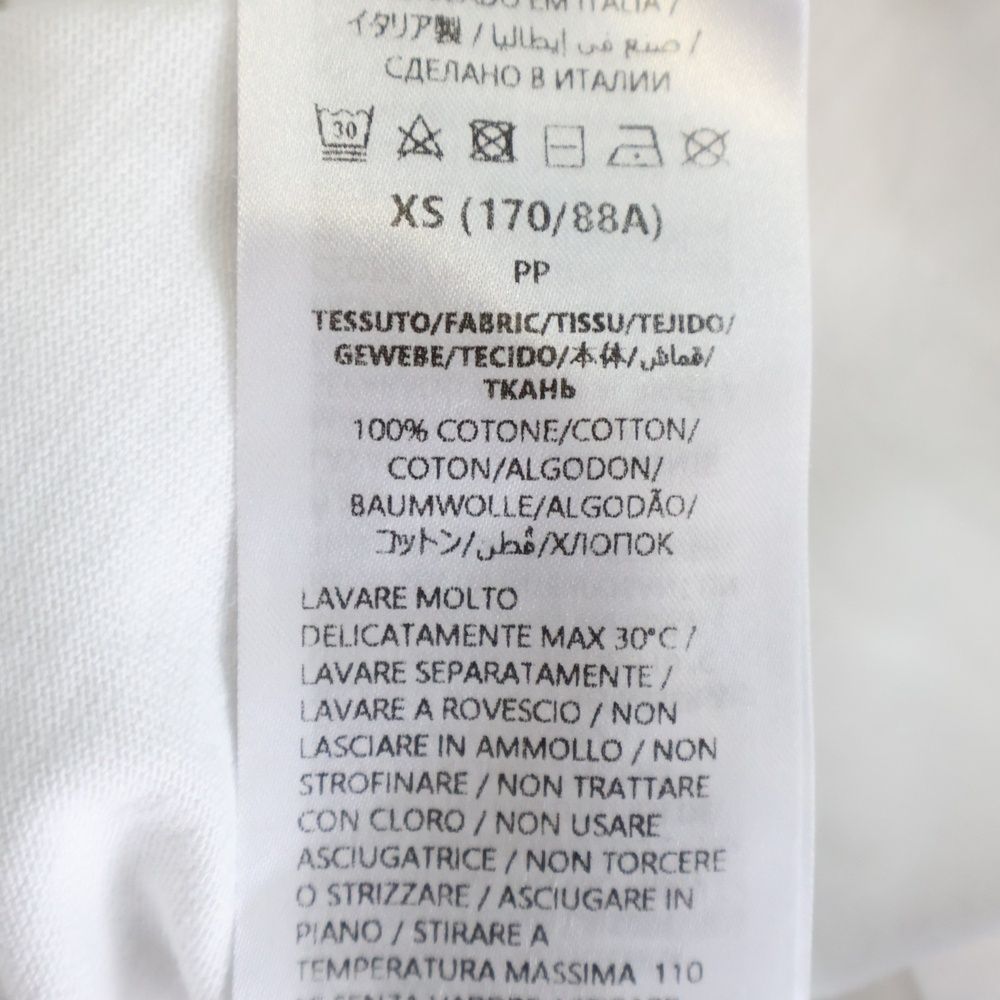 EM ITALIA /
イタリア製 / صنع في إيطاليا /
СДЕЛАНО В ИТАЛИИ
30
XS (170/88A)
PP
TESSUTO/FABRIC/TISSU/TEJIDO/
GEWEBE/TECIDO/本体/قماش/
ТКАНЬ
100% COTONE/COTTON/
COTON/ALGODON/
BAUMWOLLE/ALGODÃO/
コットン/قُطن/ХЛОПОК
LAVARE MOLTO
DELICATAMENTE MAX 30°C /
LAVARE SEPARATAMENTE /
LAVARE A ROVESCIO / NON
LASCIARE IN AMMOLLO / NON
STROFINARE / NON TRATTARE
CON CLORO / NON USARE
ASCIUGATRICE / NON TORCERE
O STRIZZARE / ASCIUGARE IN
PIANO / STIRARE A
TEMPERATURA MASSIMA 110